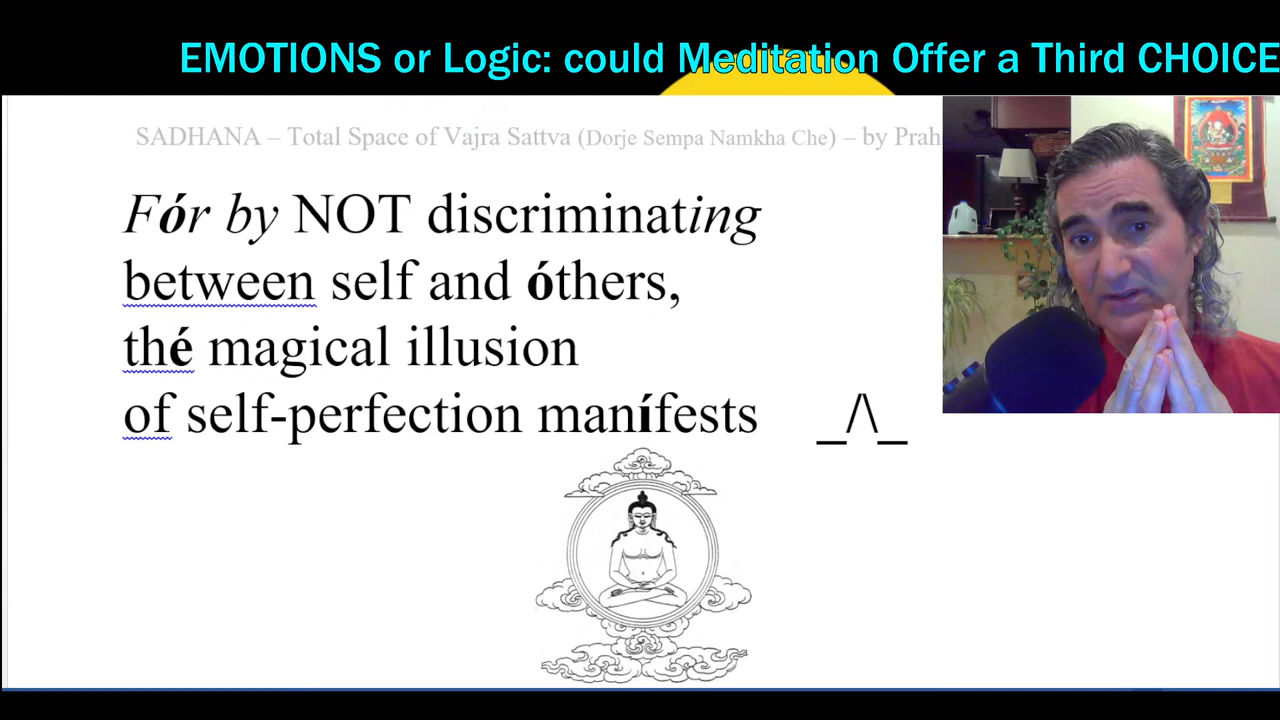 EMOTIONS or Logic: could Meditation Offer a Third CHOICE
SADHANA – Total Space of Vajra Sattva (Dorje Sempa Namkha Che) – by Prah
Fór by NOT discriminating
between self and óthers,
thé magical illusion
of self-perfection manífests _/\_